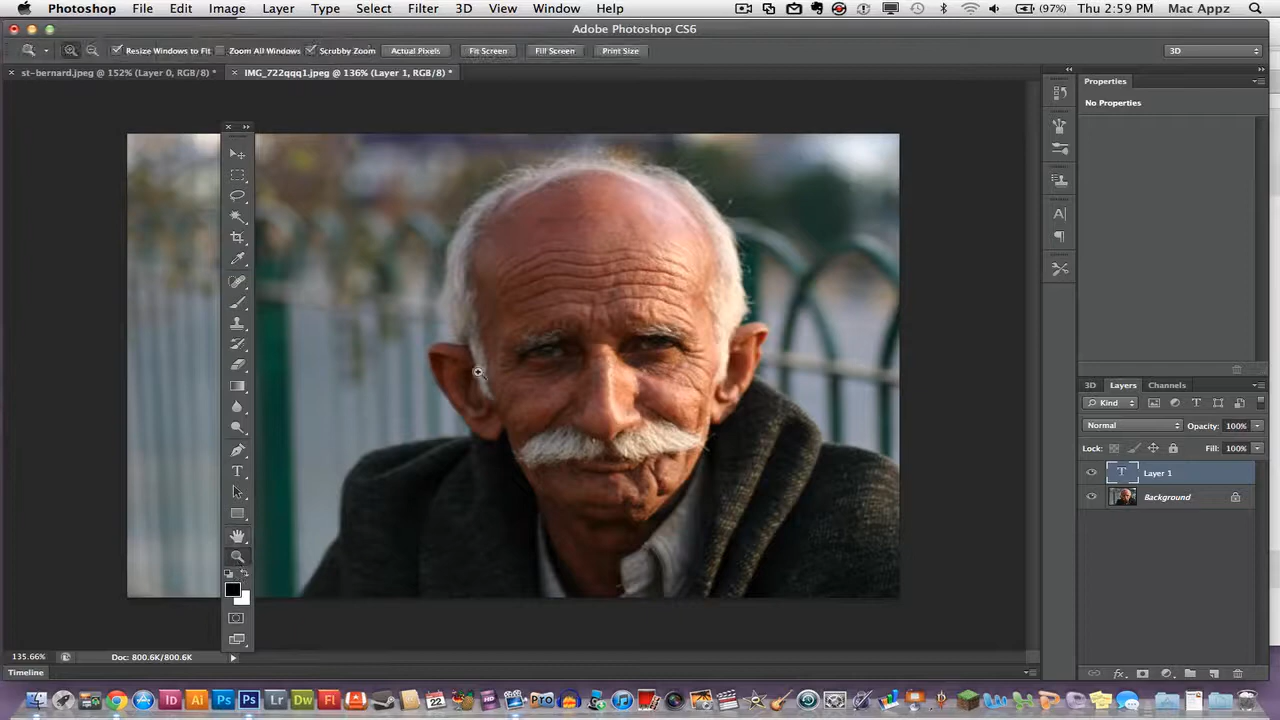 Photoshop File Edit Image Layer Type Select Filter 3D View Window Help (97%) Thu 2:59 PM Mac Appz
Adobe Photoshop CS6
Resize Windows to Fit Zoom All Windows Scrubby Zoom Actual Pixels Fit Screen Fill Screen Print Size 3D
st-bernard.jpeg @ 152% (Layer 0, RGB/8) * IMG_722qqq1.jpeg @ 136% (Layer 1, RGB/8) *
Properties
No Properties
3D Layers Channels
Kind
Normal Opacity: 100%
Lock: Fill: 100%
Layer 1
Background
135.66% Doc: 800.6K/800.6K
Timeline